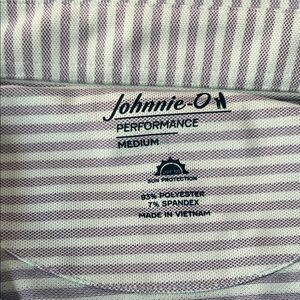 Johnnie-O
PERFORMANCE
MEDIUM
SUN PROTECTION
93% POLYESTER
7% SPANDEX
MADE IN VIETNAM